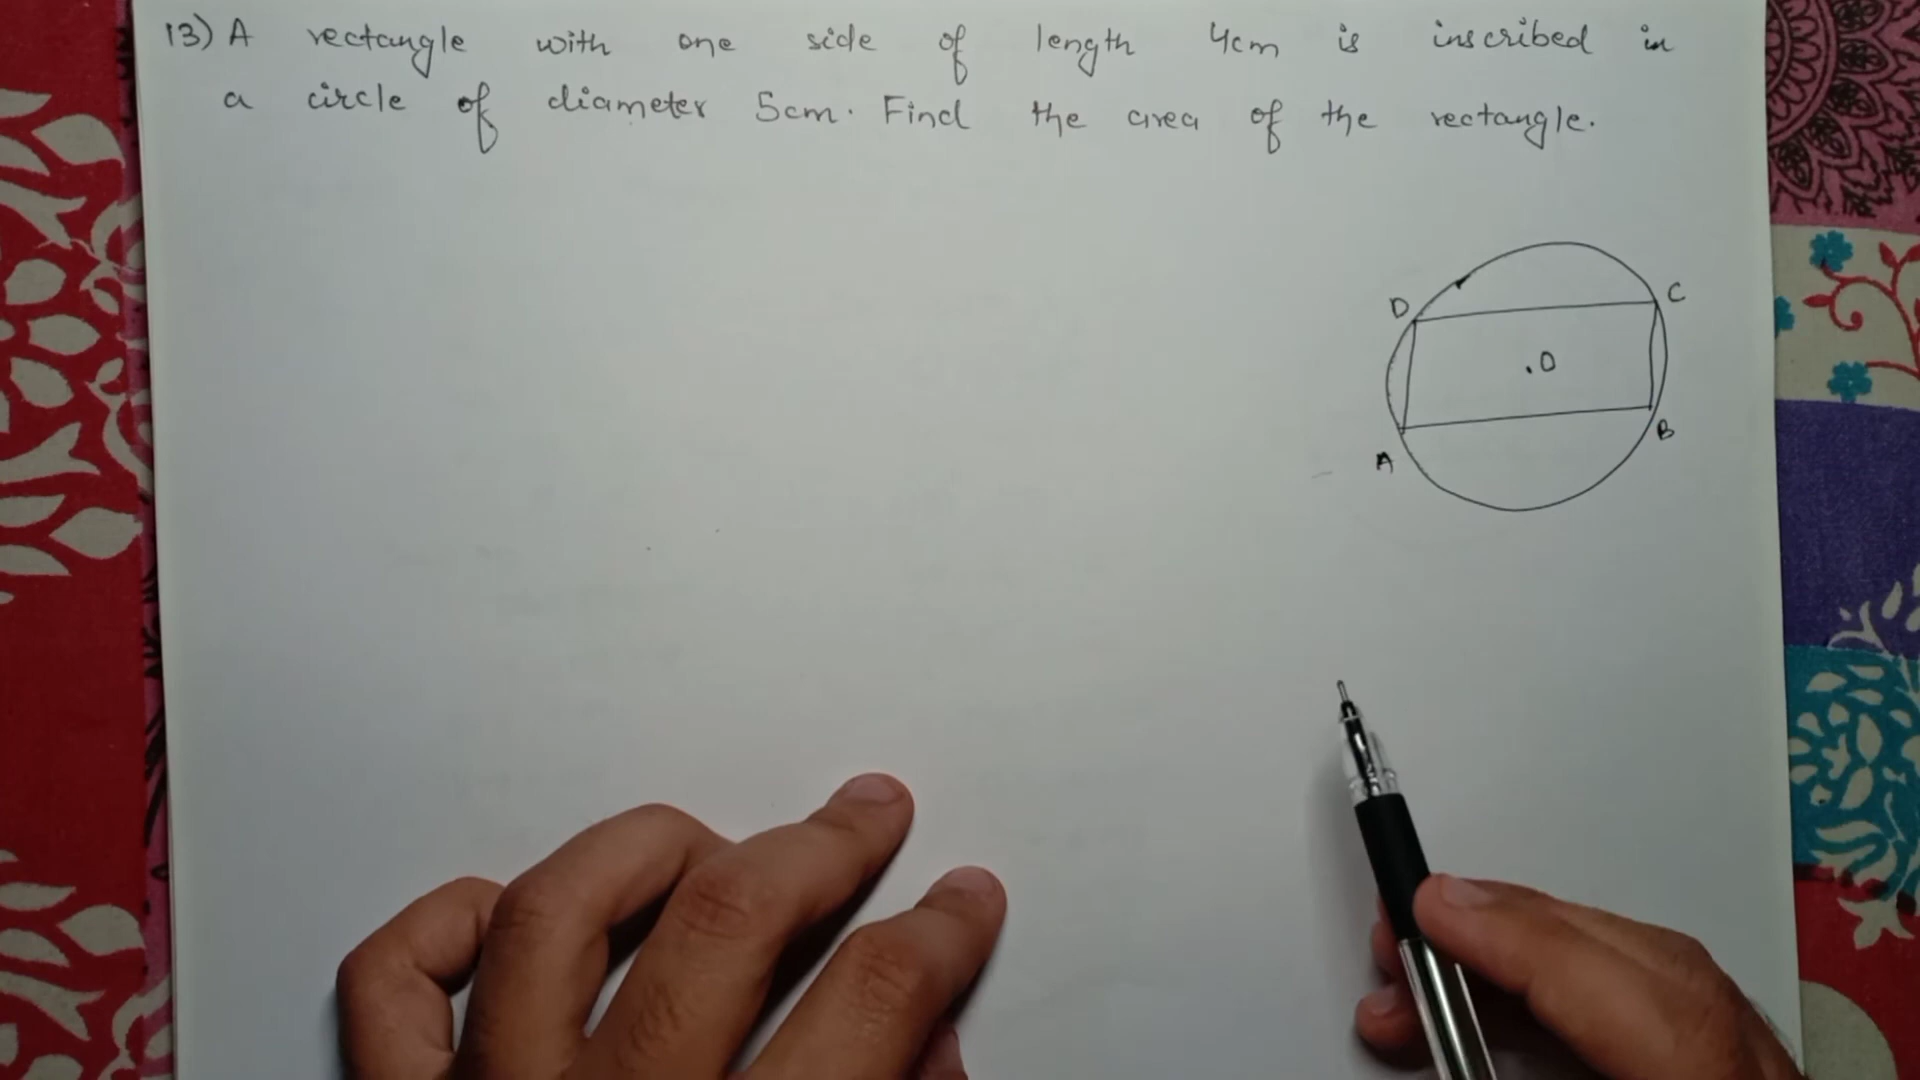 13) A rectangle with one side of length 4cm is inscribed in
a circle of diameter 5cm. Find the area of the rectangle.
D
C
.O
B
A